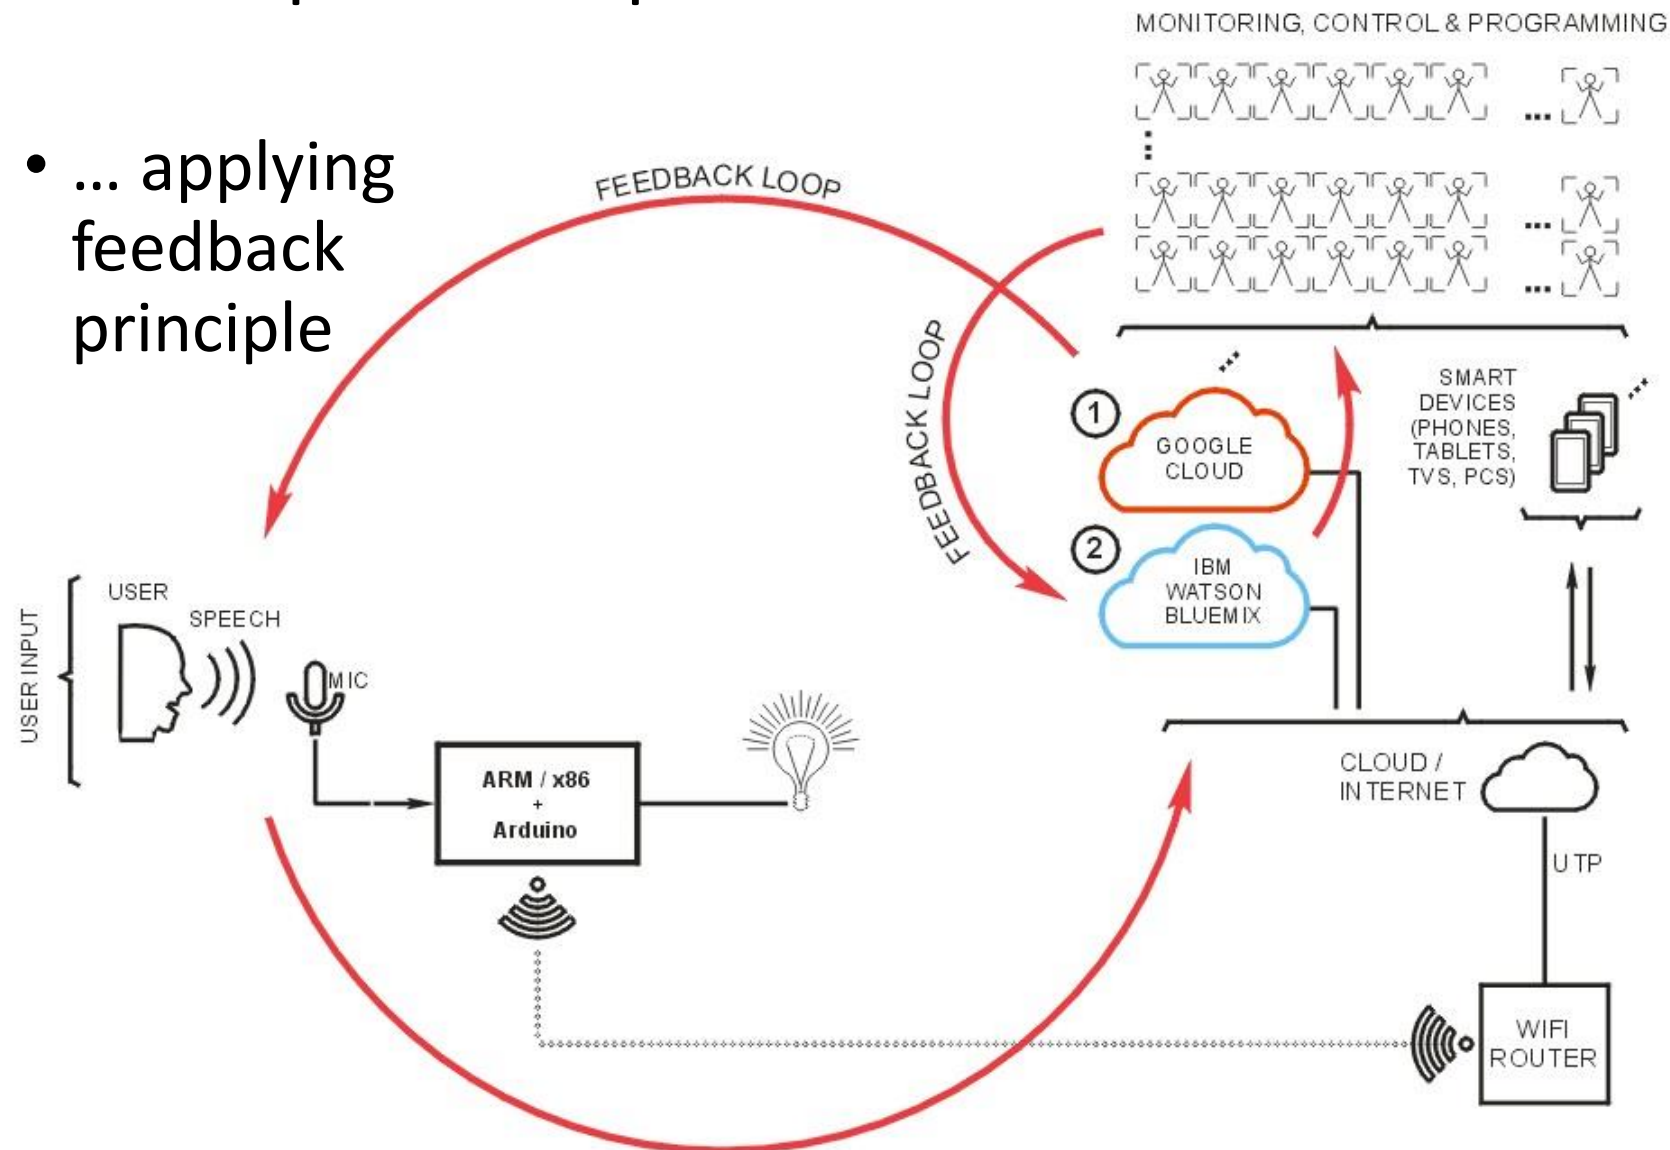 MONITORING, CONTROL & PROGRAMMING
• ... applying
feedback
principle
FEEDBACK LOOP
FEEDBACK LOOP
1
GOOGLE
CLOUD
2
IBM
WATSON
BLUEMIX
SMART
DEVICES
(PHONES,
TABLETS,
TVS, PCS)
USER INPUT
USER
SPEECH
MIC
ARM / x86
+
Arduino
CLOUD /
INTERNET
UTP
WIFI
ROUTER